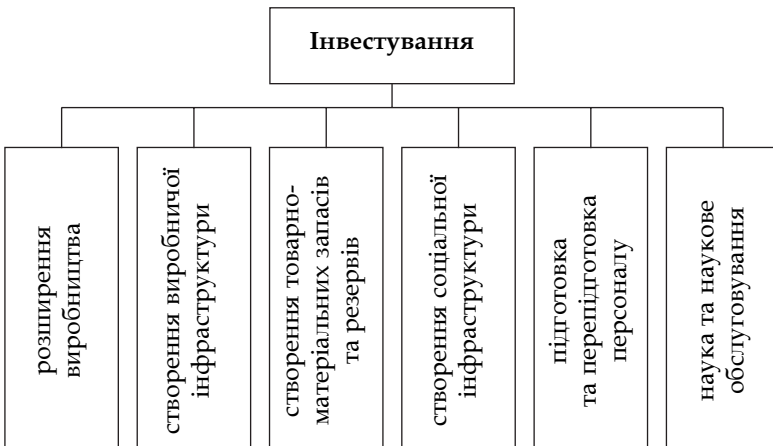 Інвестування
розширення
виробництва
створення виробничої
інфраструктури
створення товарно-
матеріальних запасів
та резервів
створення соціальної
інфраструктури
підготовка
та перепідготовка
персоналу
наука та наукове
обслуговування